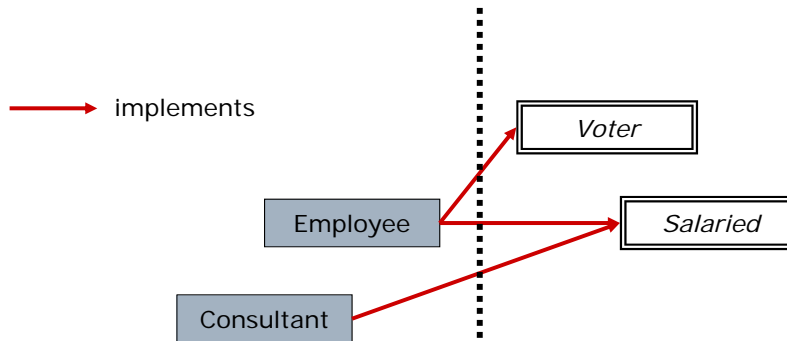 implements
Voter
Employee
Salaried
Consultant